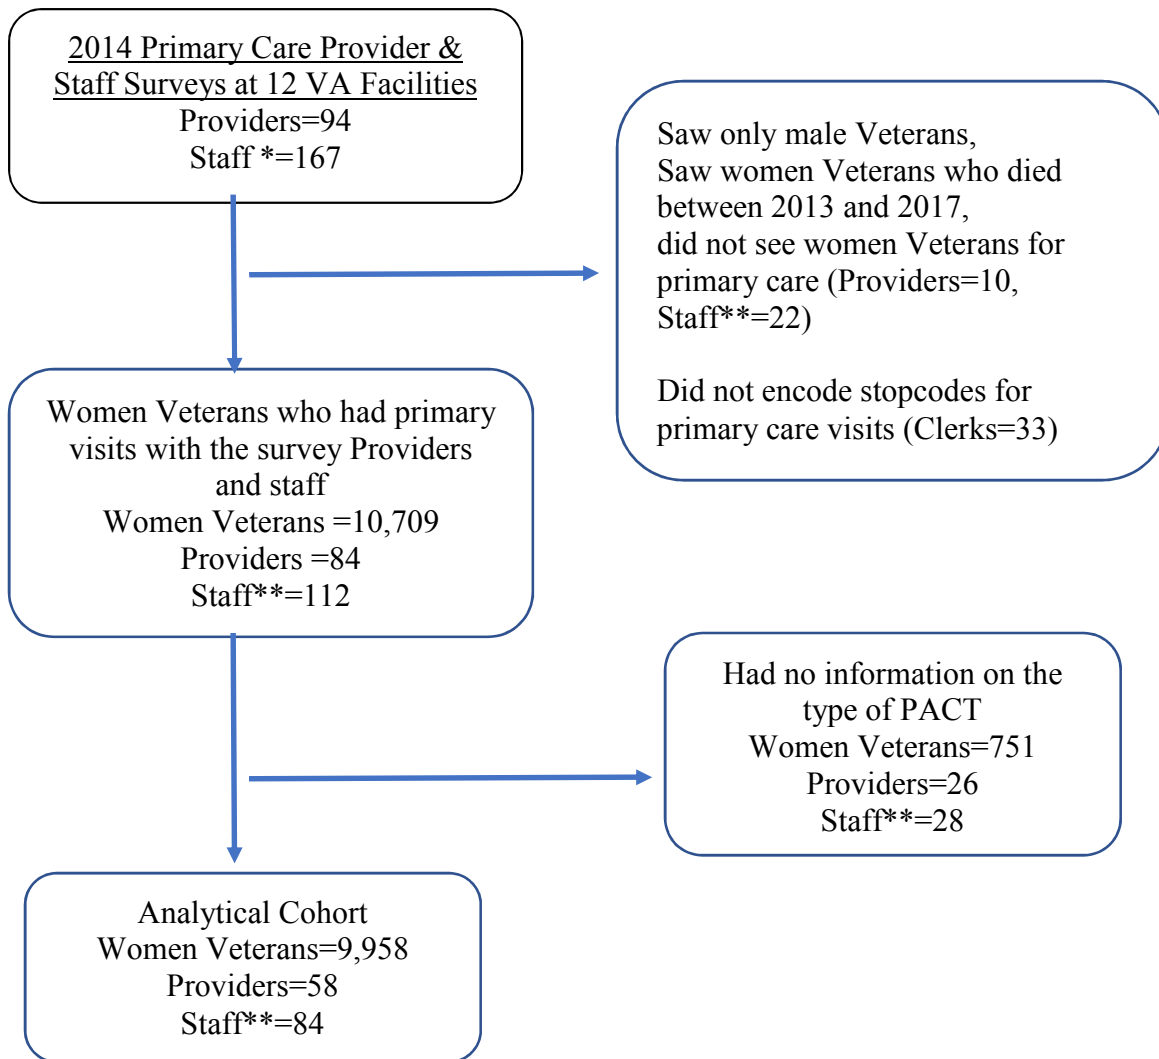 2014 Primary Care Provider &
Staff Surveys at 12 VA Facilities
Providers=94
Staff *=167
Saw only male Veterans,
Saw women Veterans who died
between 2013 and 2017,
did not see women Veterans for
primary care (Providers=10,
Staff**=22)
Did not encode stopcodes for
primary care visits (Clerks=33)
Women Veterans who had primary
visits with the survey Providers
and staff
Women Veterans =10,709
Providers =84
Staff**=112
Had no information on the
type of PACT
Women Veterans=751
Providers=26
Staff**=28
Analytical Cohort
Women Veterans=9,958
Providers=58
Staff**=84